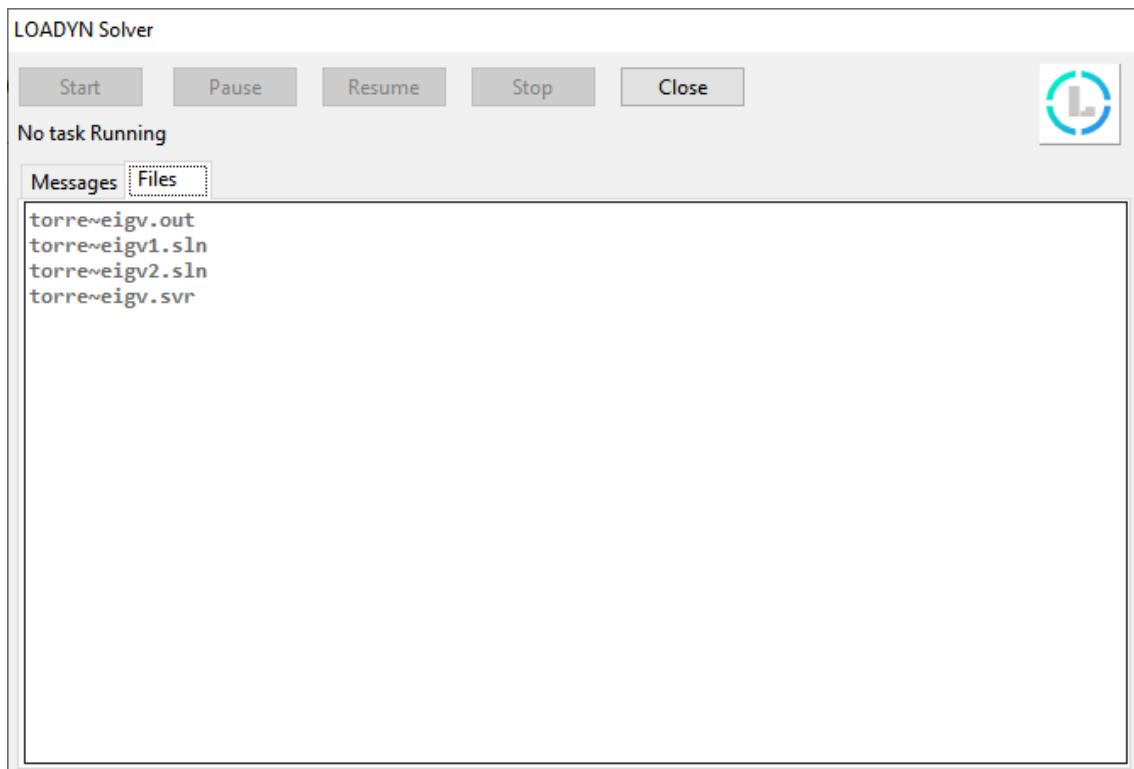 LOADYN Solver
Start Pause Resume Stop Close
L
No task Running
Messages Files
torre~eigv.out
torre~eigv1.sln
torre~eigv2.sln
torre~eigv.svr